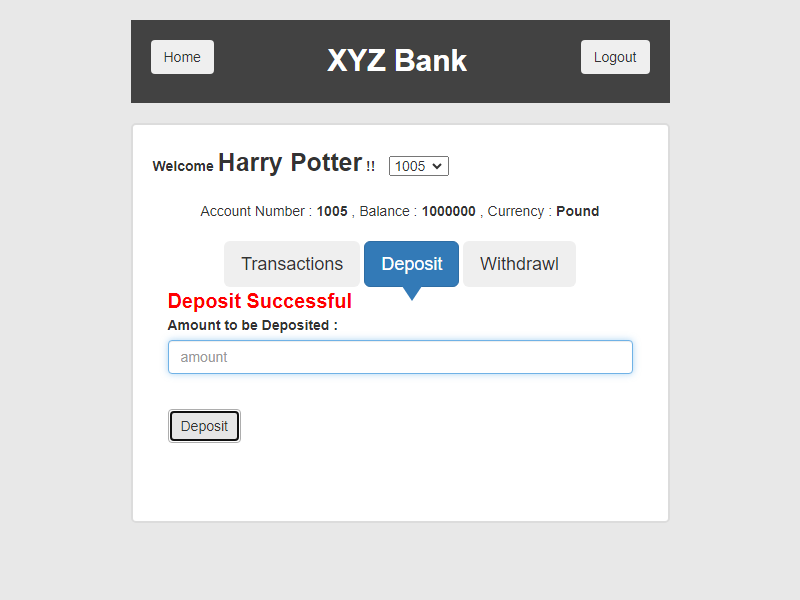 Home XYZ Bank Logout
Welcome Harry Potter !! 1005
Account Number : 1005 , Balance : 1000000 , Currency : Pound
Transactions Deposit Withdrawl
Deposit Successful
Amount to be Deposited :
amount
Deposit